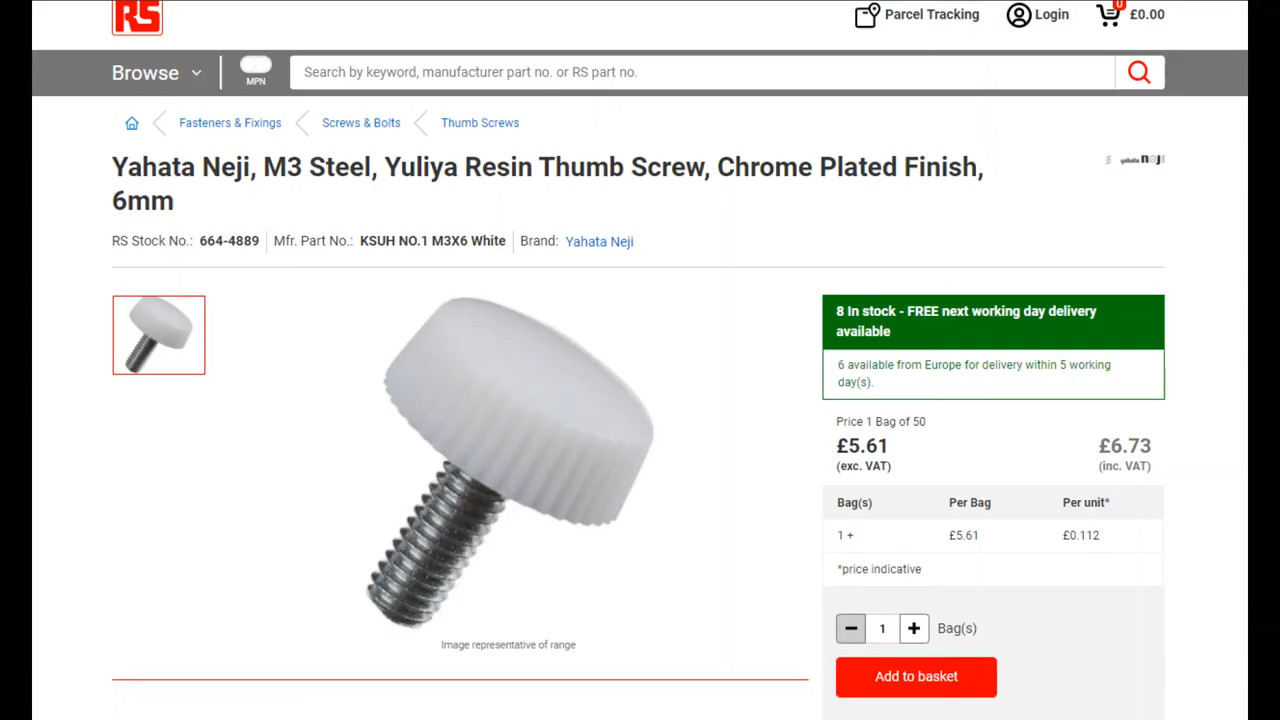 RS
Parcel Tracking
Login
0
£0.00
Browse
MPN
Search by keyword, manufacturer part no. or RS part no.
Fasteners & Fixings
Screws & Bolts
Thumb Screws
Yahata Neji, M3 Steel, Yuliya Resin Thumb Screw, Chrome Plated Finish,
6mm
yahata neji
RS Stock No.: 664-4889
Mfr. Part No.: KSUH NO.1 M3X6 White
Brand: Yahata Neji
Image representative of range
8 In stock - FREE next working day delivery
available
6 available from Europe for delivery within 5 working
day(s).
Price 1 Bag of 50
£5.61
£6.73
(exc. VAT)
(inc. VAT)
Bag(s)
Per Bag
Per unit*
1 +
£5.61
£0.112
*price indicative
1
Bag(s)
Add to basket